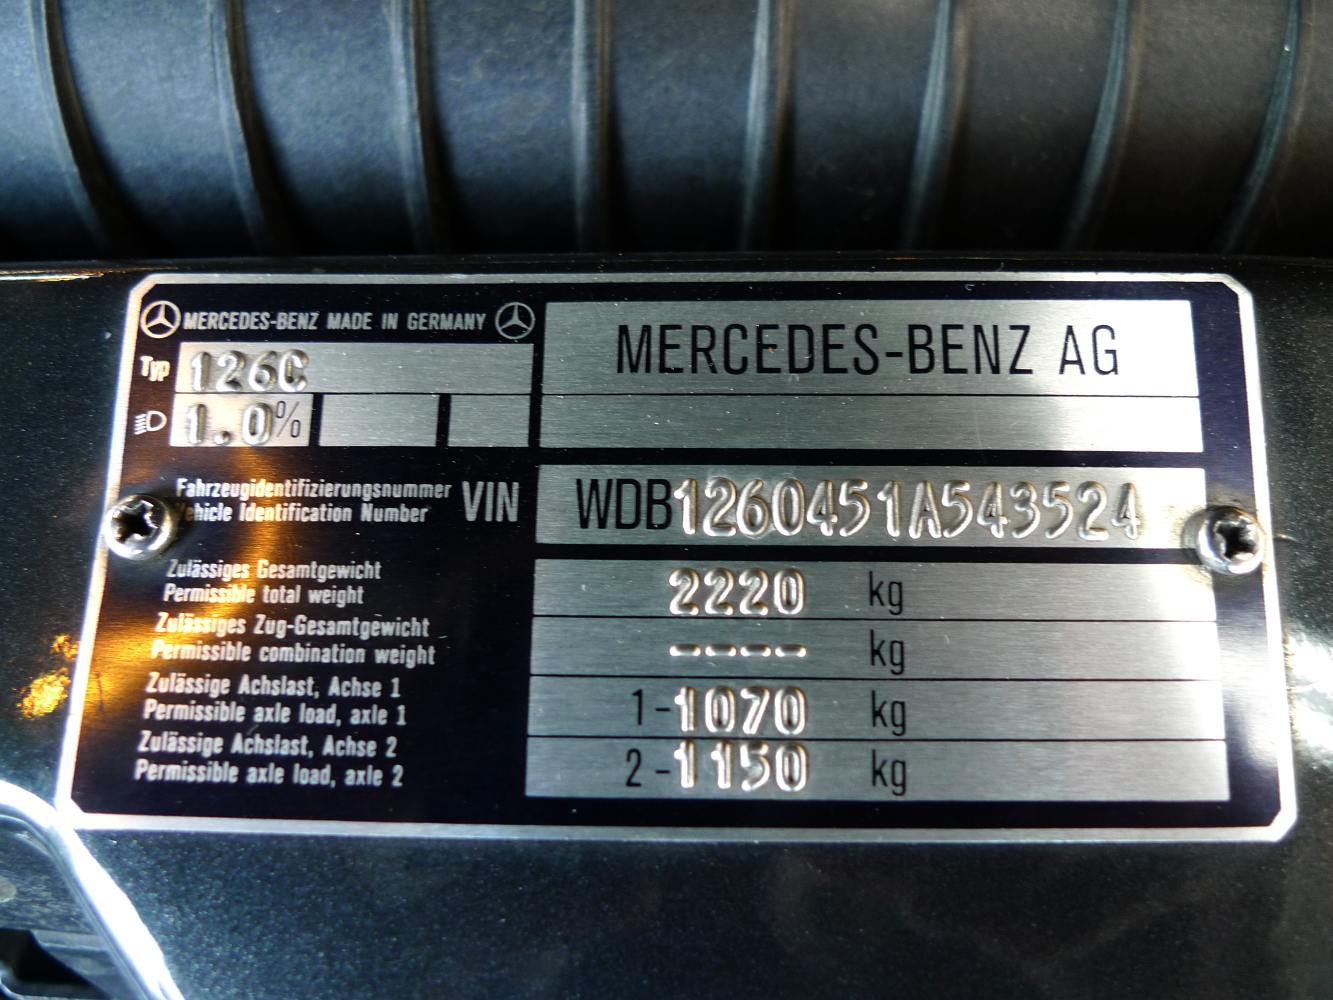 MERCEDES-BENZ MADE IN GERMANY
MERCEDES-BENZ AG
Typ 126C
1.0%
Fahrzeugidentifizierungsnummer
Vehicle Identification Number VIN WDB1260451A543524
Zulässiges Gesamtgewicht
Permissible total weight 2220 kg
Zulässiges Zug-Gesamtgewicht
Permissible combination weight ---- kg
Zulässige Achslast, Achse 1
Permissible axle load, axle 1 1-1070 kg
Zulässige Achslast, Achse 2
Permissible axle load, axle 2 2-1150 kg